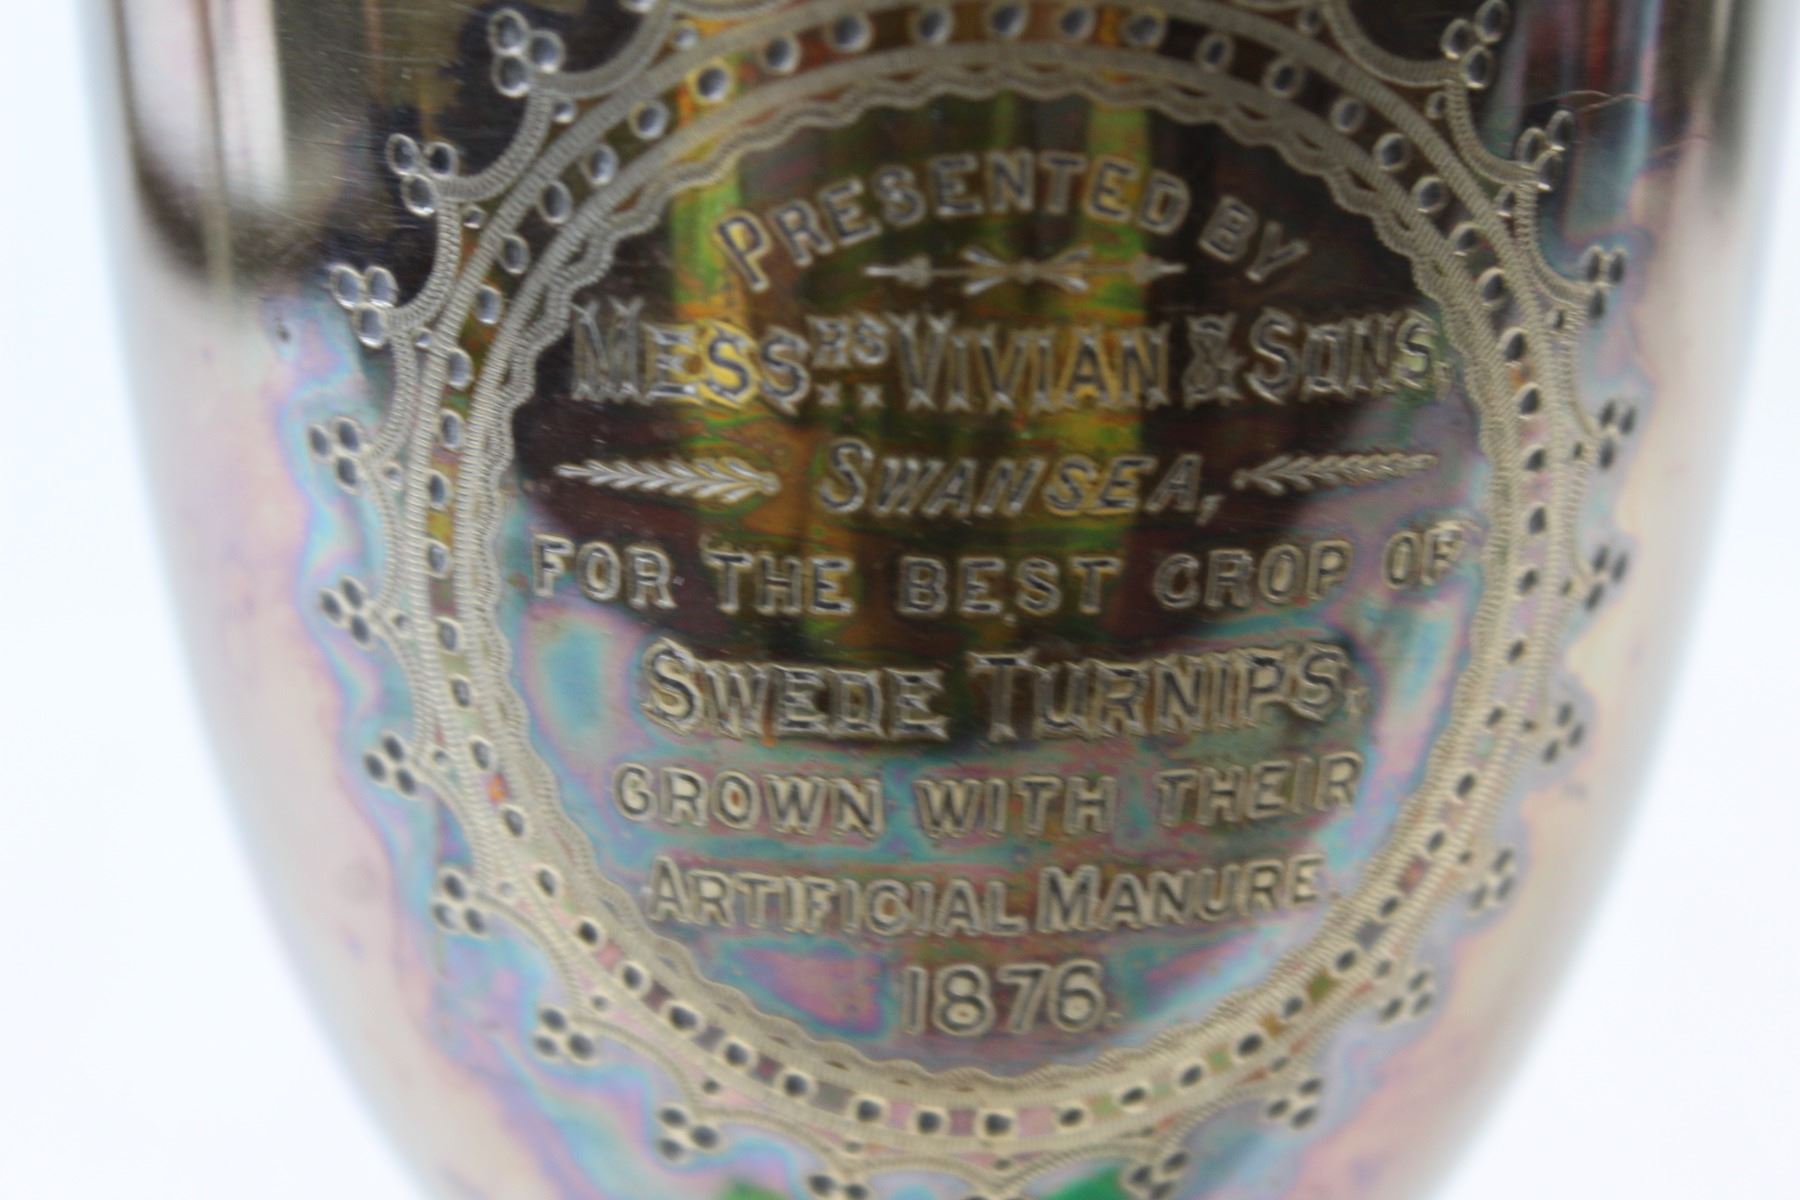 PRESENTED BY
MESSRS VIVIAN & SONS,
SWANSEA,
FOR THE BEST CROP OF
SWEDE TURNIPS,
GROWN WITH THEIR
ARTIFICIAL MANURE.
1876.